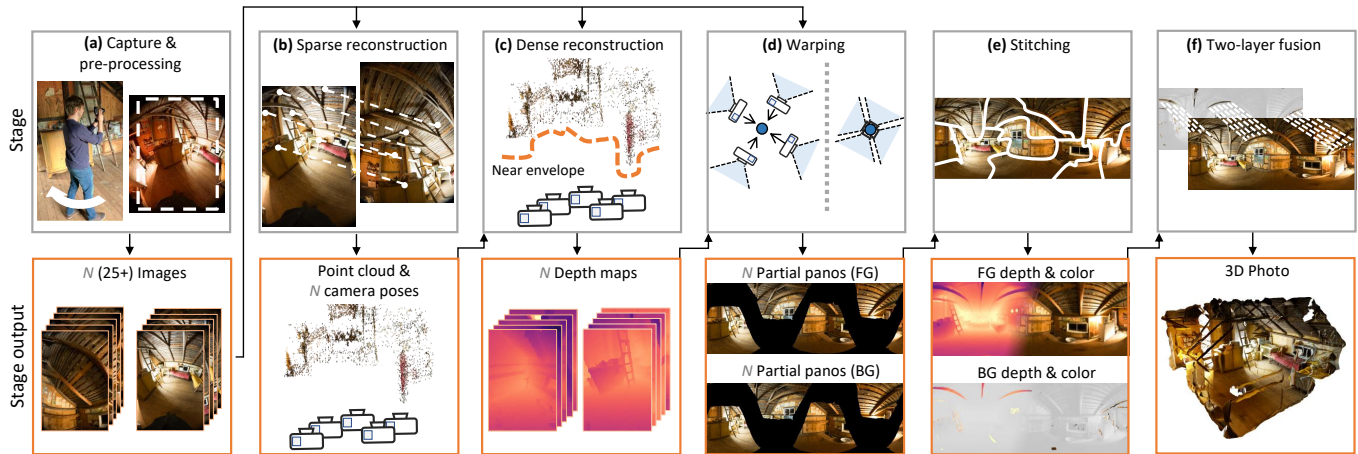 Stage
(a) Capture &
pre-processing
(b) Sparse reconstruction
(c) Dense reconstruction
Near envelope
(d) Warping
(e) Stitching
(f) Two-layer fusion
Stage output
N (25+) Images
Point cloud &
N camera poses
N Depth maps
N Partial panos (FG)
N Partial panos (BG)
FG depth & color
BG depth & color
3D Photo